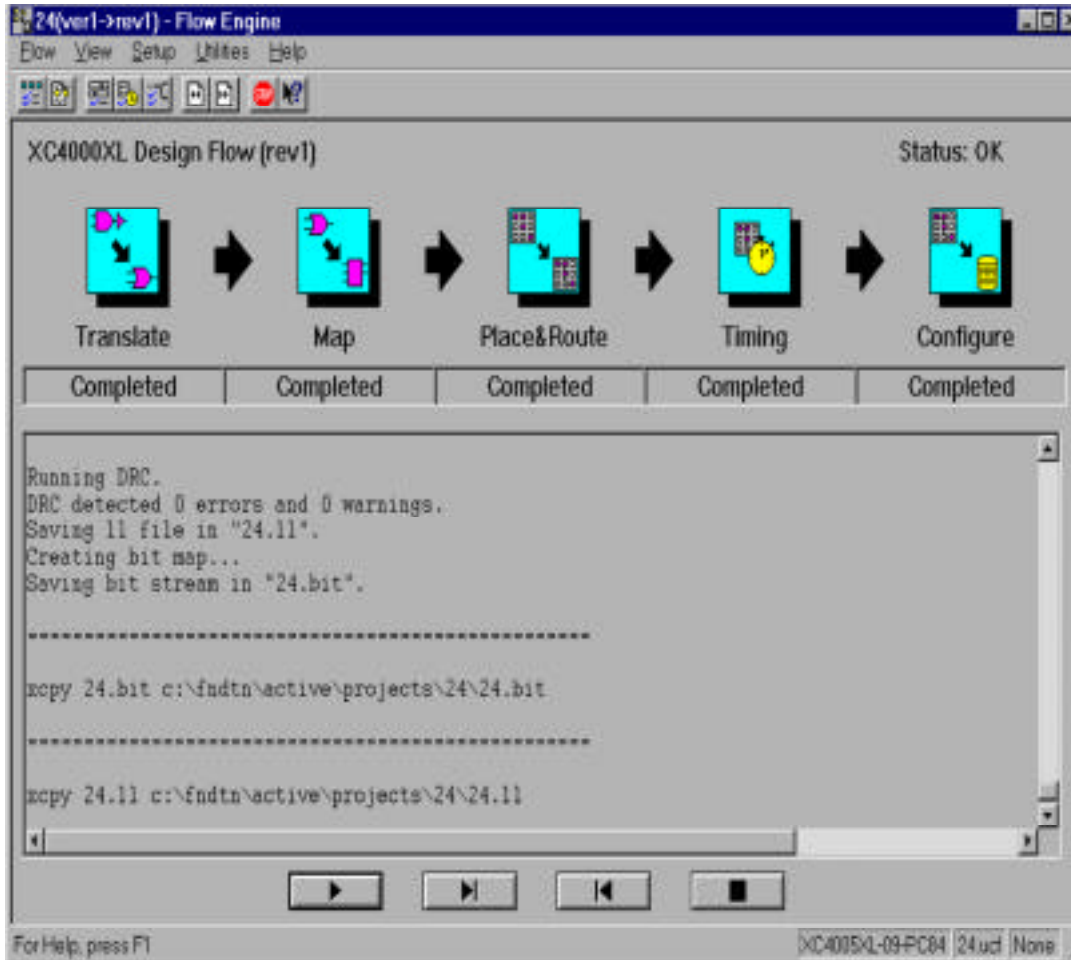 24(ver1->rev1) - Flow Engine
Flow View Setup Utilities Help
STOP
XC4000XL Design Flow (rev1)
Status: OK
Translate Map Place&Route Timing Configure
Completed Completed Completed Completed Completed
Running DRC.
DRC detected 0 errors and 0 warnings.
Saving ll file in "24.ll".
Creating bit map...
Saving bit stream in "24.bit".
--------------------------------------------------
xcpy 24.bit c:\fndtn\active\projects\24\24.bit
--------------------------------------------------
xcpy 24.ll c:\fndtn\active\projects\24\24.ll
For Help, press F1
XC4005XL-09-PC84 24.ucf None